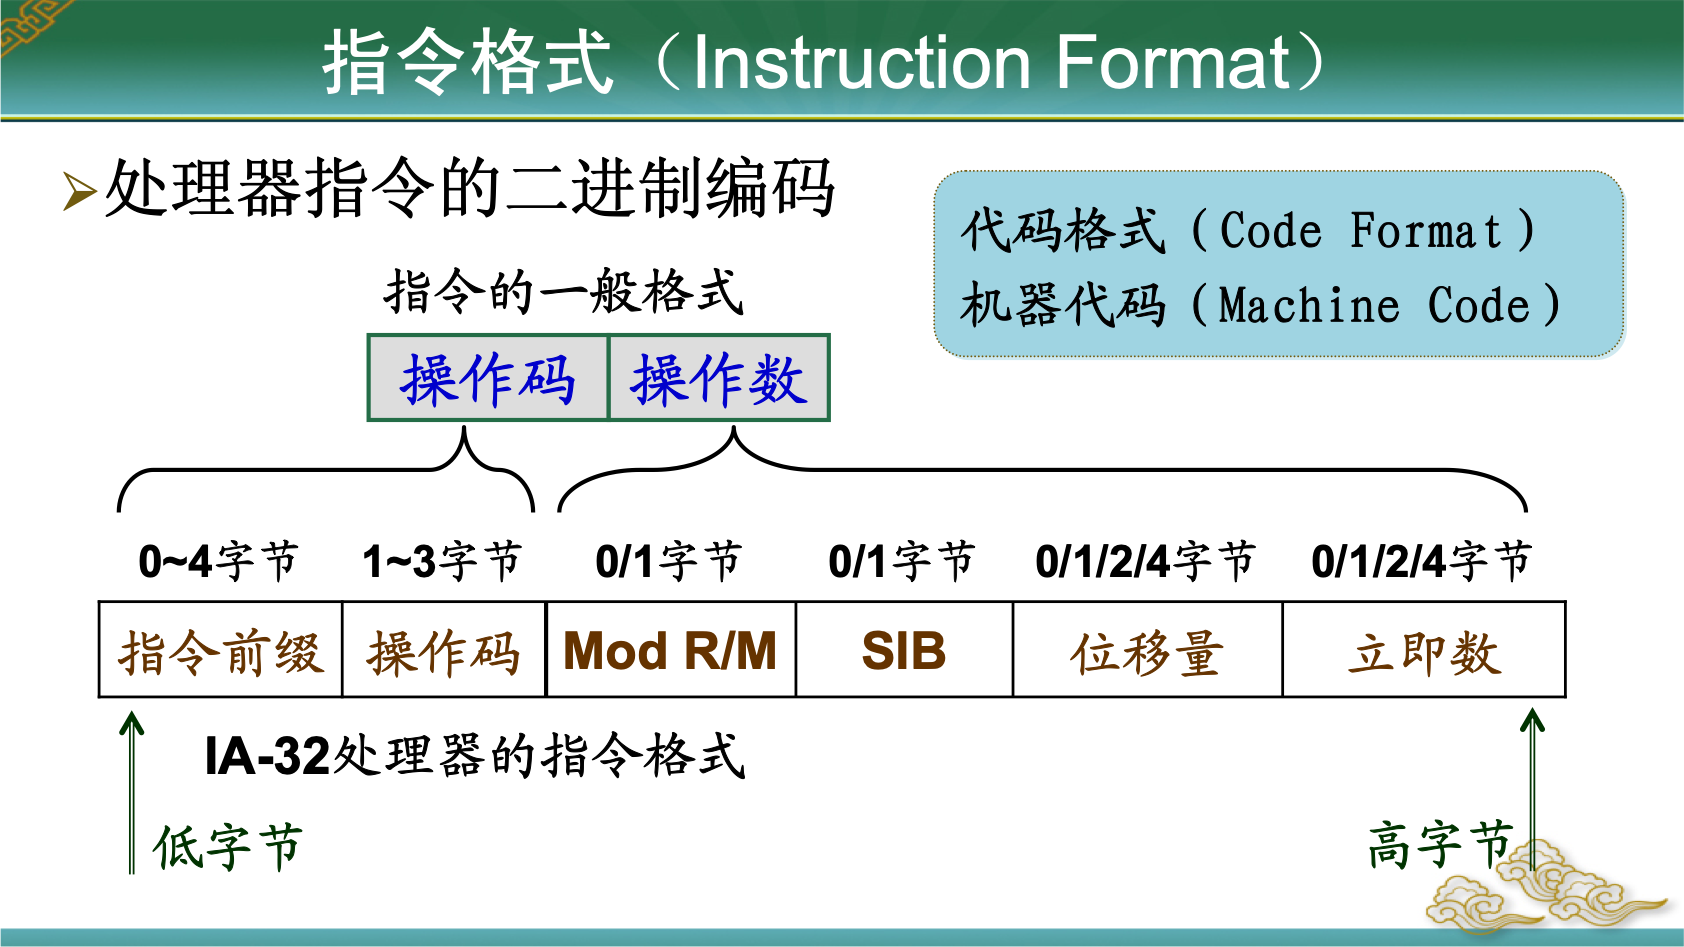 指令格式（Instruction Format）
➢处理器指令的二进制编码
代码格式（Code Format）
机器代码（Machine Code）
指令的一般格式
操作码 操作数
0~4字节 1~3字节 0/1字节 0/1字节 0/1/2/4字节 0/1/2/4字节
指令前缀 操作码 Mod R/M SIB 位移量 立即数
IA-32处理器的指令格式
低字节 高字节